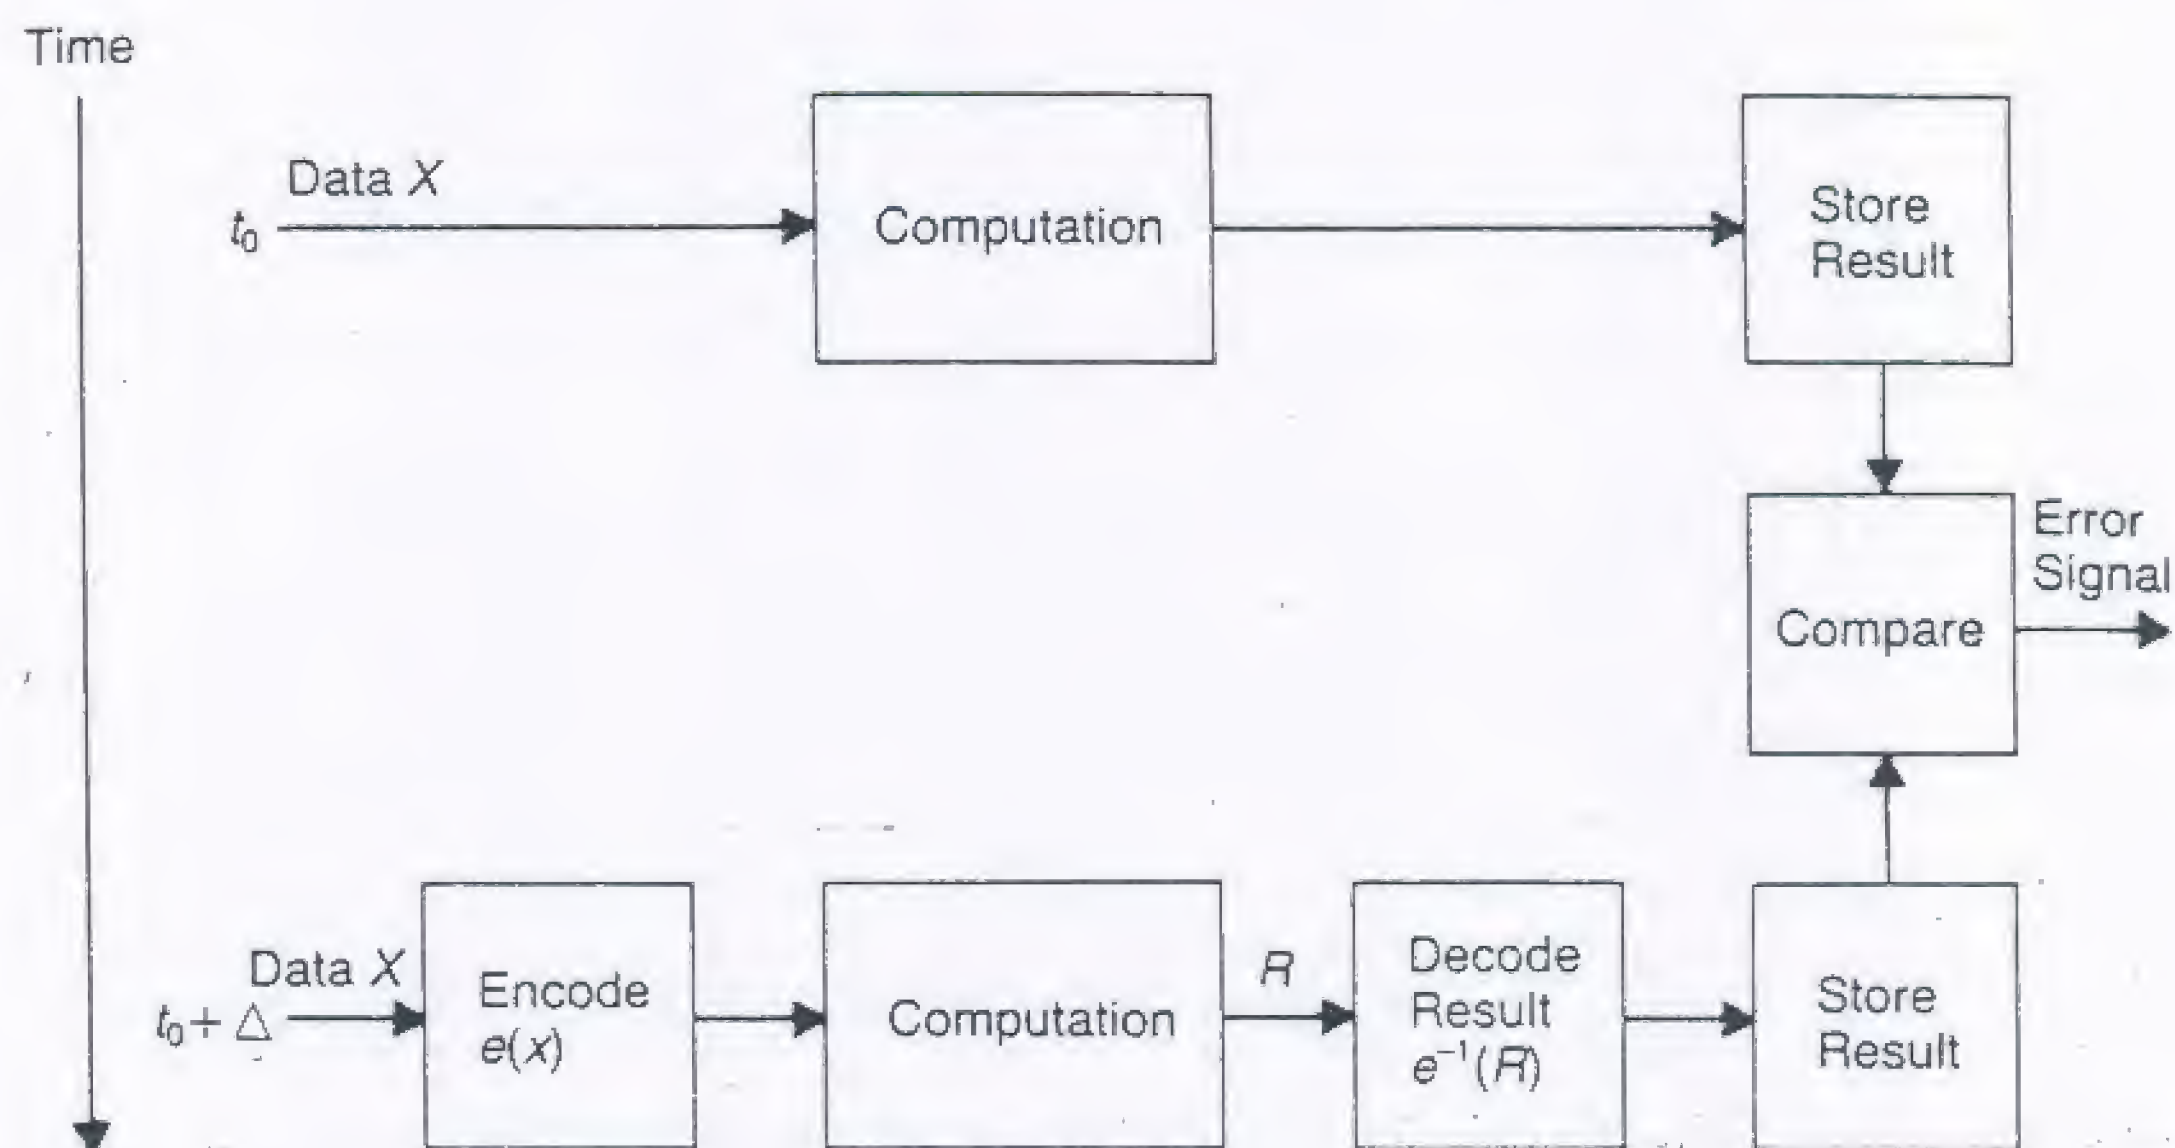 Time
Data X
t₀
Computation
Store
Result
Error
Signal
Compare
Data X
t₀ + △
Encode
e(x)
Computation
R
Decode
Result
e⁻¹(R)
Store
Result